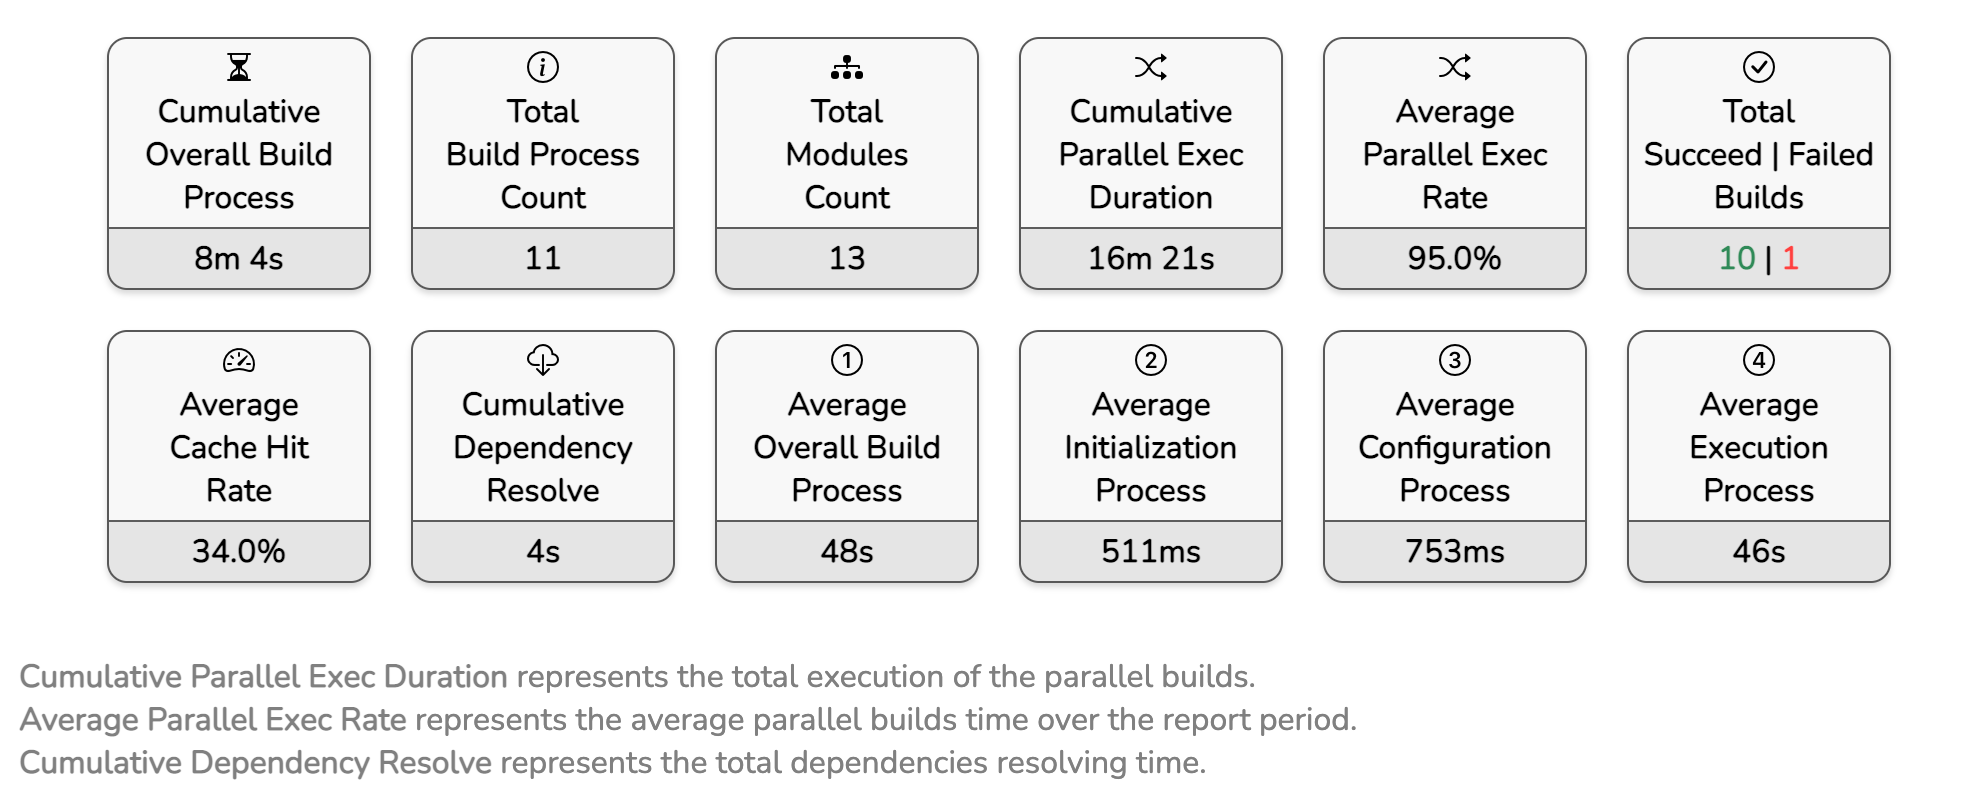 Cumulative
Overall Build
Process
8m 4s
Total
Build Process
Count
11
Total
Modules
Count
13
Cumulative
Parallel Exec
Duration
16m 21s
Average
Parallel Exec
Rate
95.0%
Total
Succeed | Failed
Builds
10 | 1
Average
Cache Hit
Rate
34.0%
Cumulative
Dependency
Resolve
4s
1
Average
Overall Build
Process
48s
2
Average
Initialization
Process
511ms
3
Average
Configuration
Process
753ms
4
Average
Execution
Process
46s
Cumulative Parallel Exec Duration represents the total execution of the parallel builds.
Average Parallel Exec Rate represents the average parallel builds time over the report period.
Cumulative Dependency Resolve represents the total dependencies resolving time.